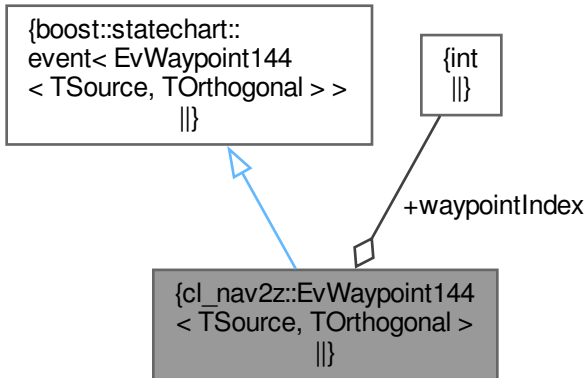 {boost::statechart::
event< EvWaypoint144
< TSource, TOrthogonal > >
||}
{int
||}
+waypointIndex
{cl_nav2z::EvWaypoint144
< TSource, TOrthogonal >
||}